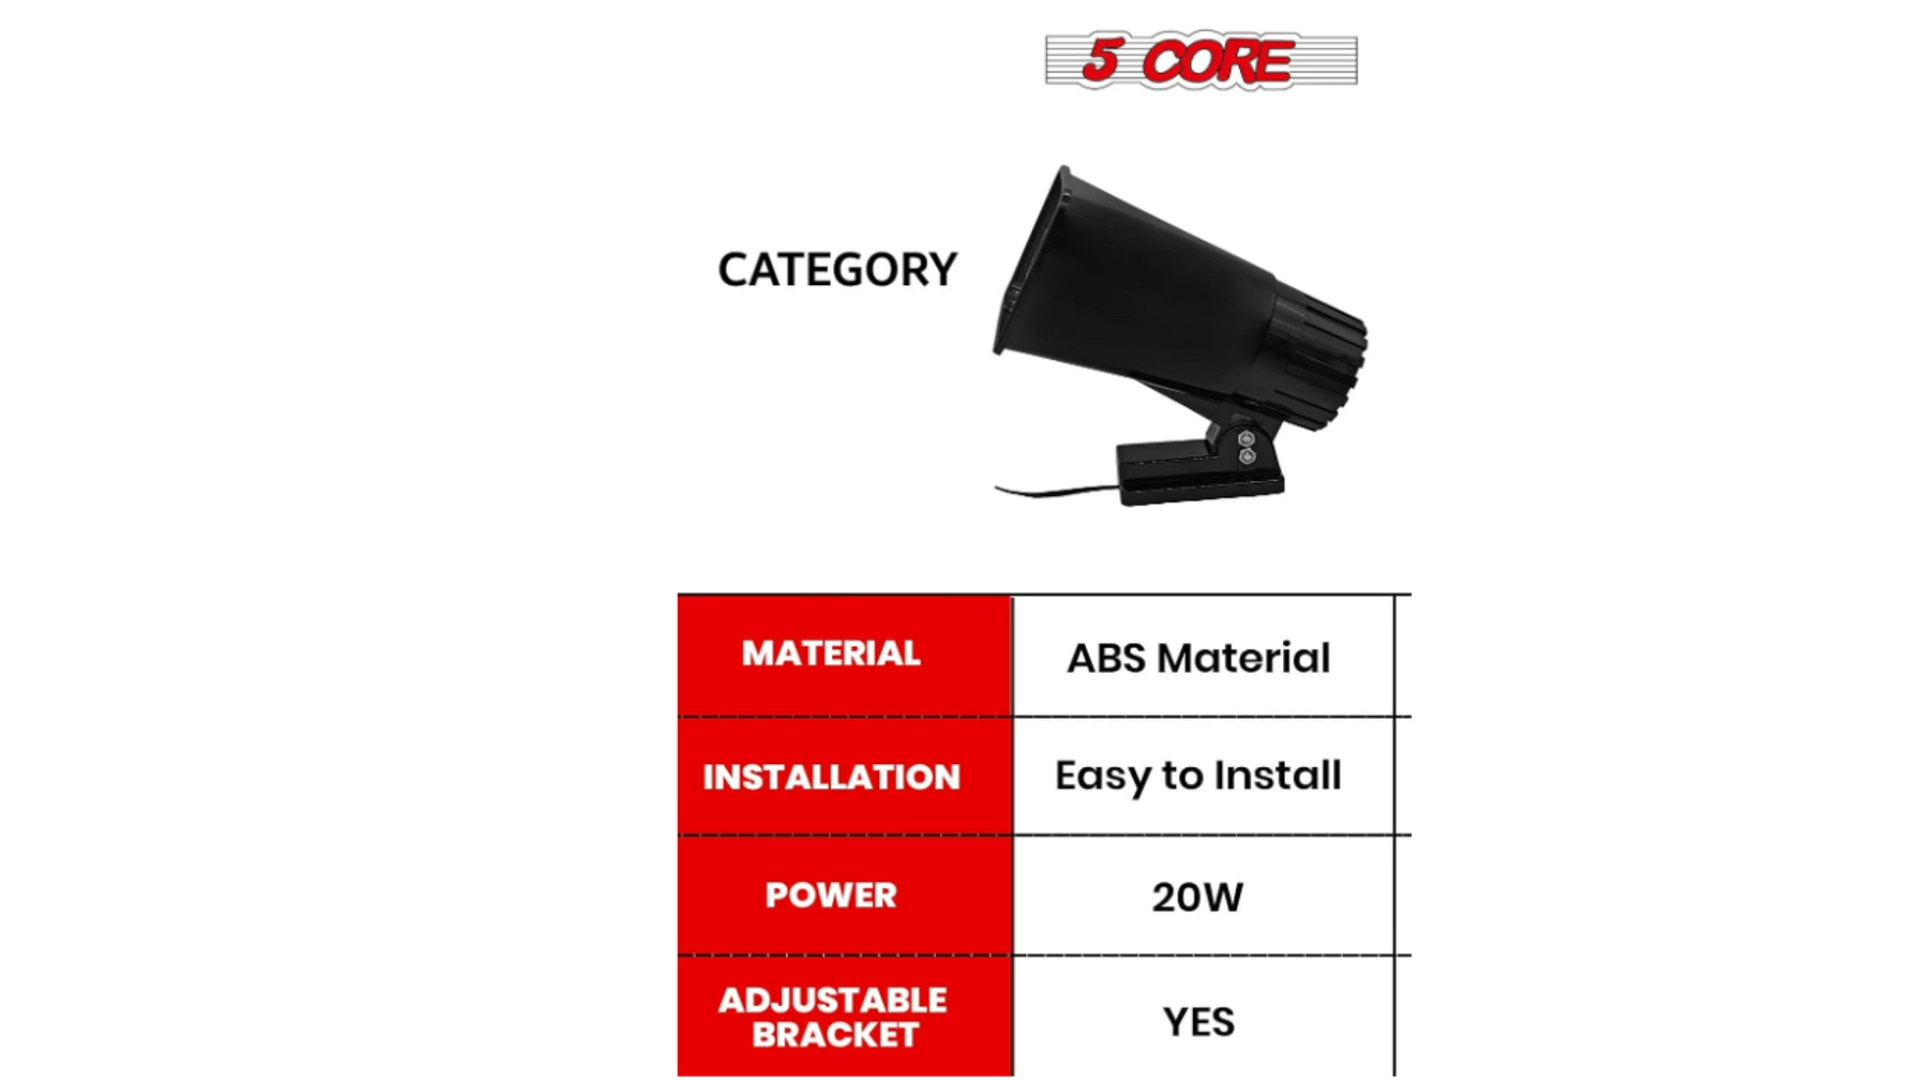 5 CORE
CATEGORY
MATERIAL
ABS Material
INSTALLATION
Easy to Install
POWER
20W
ADJUSTABLE
BRACKET
YES